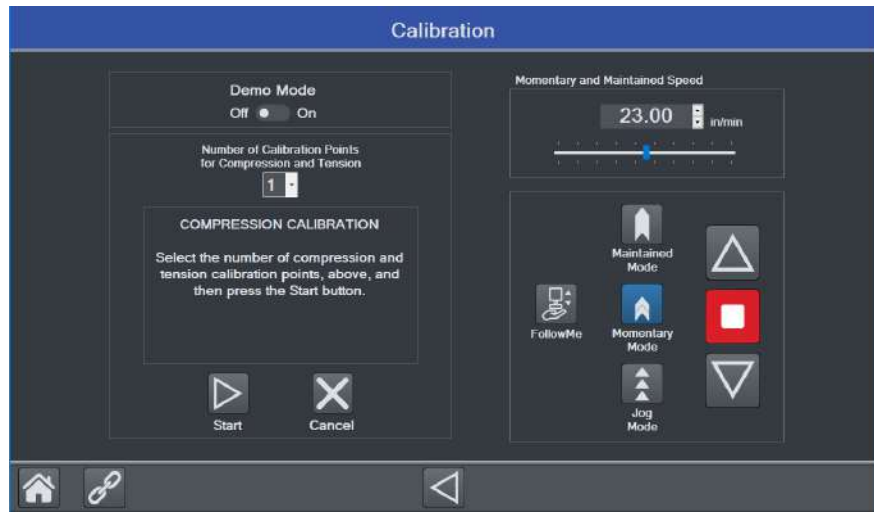 Calibration
Demo Mode
Off On
Number of Calibration Points
for Compression and Tension
1
COMPRESSION CALIBRATION
Select the number of compression and
tension calibration points, above, and
then press the Start button.
Start Cancel
Momentary and Maintained Speed
23.00 in/min
Maintained
Mode
FollowMe
Momentary
Mode
Jog
Mode